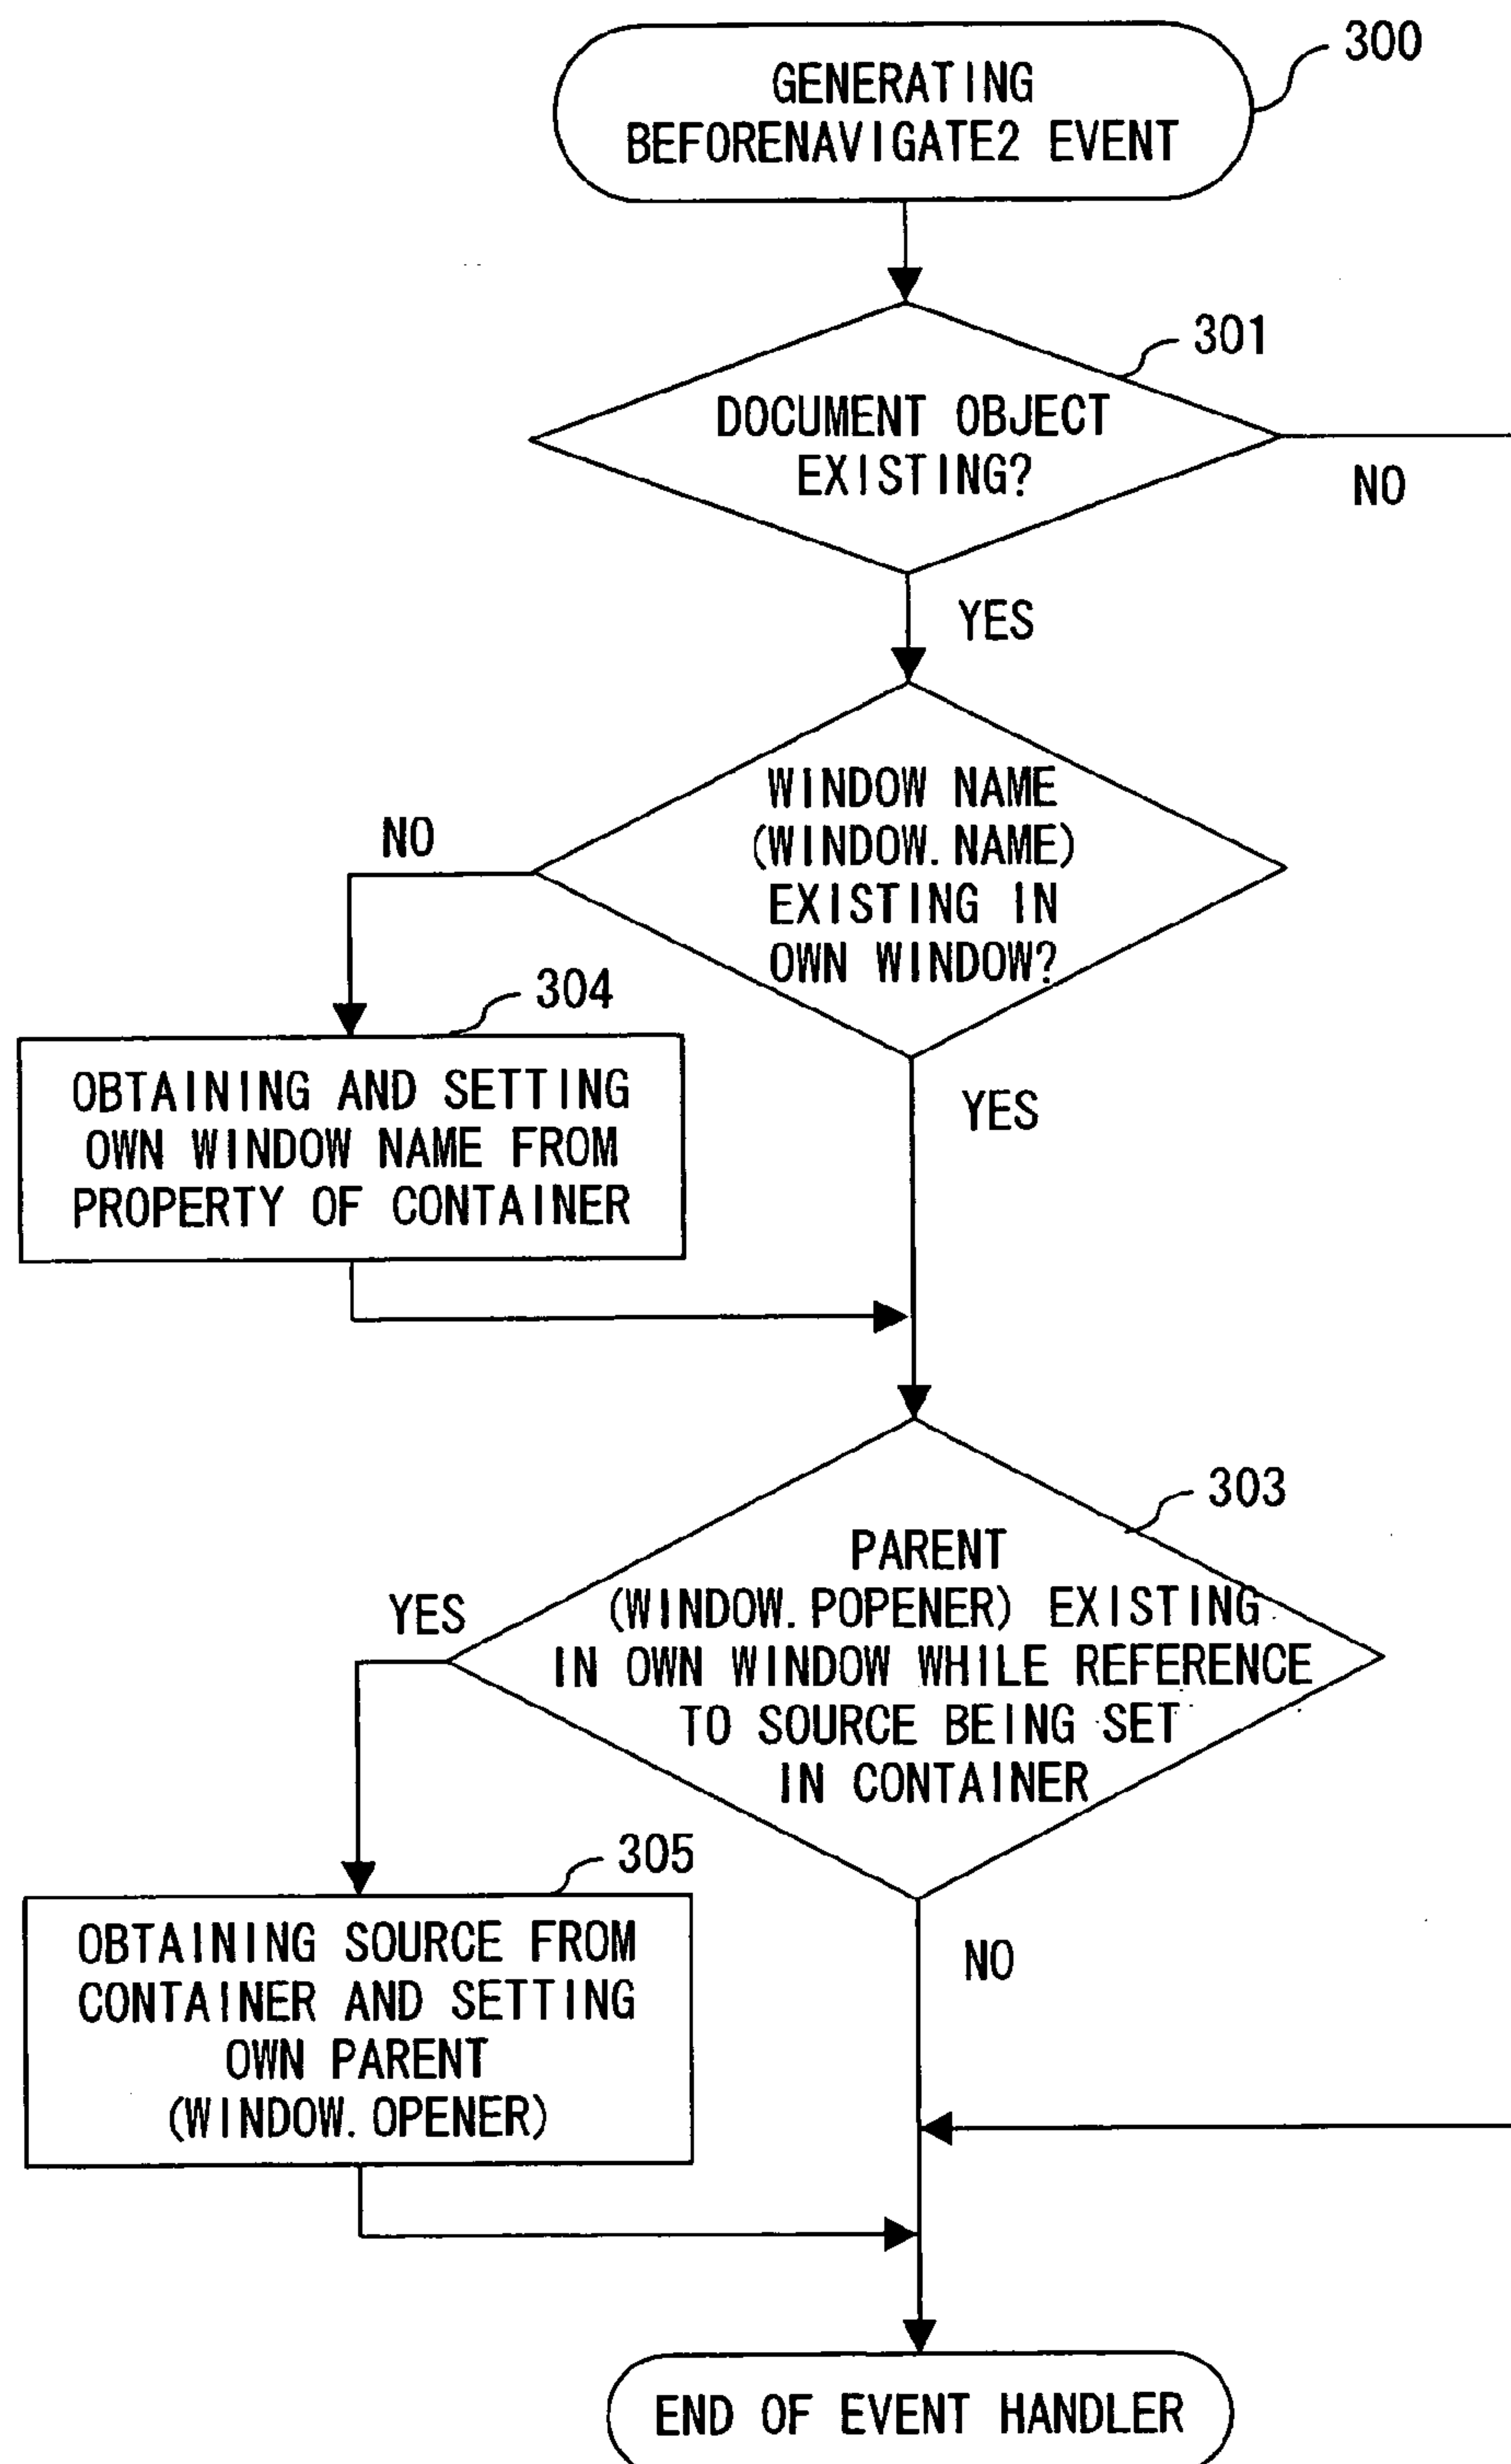 300
GENERATING
BEFORENAVIGATE2 EVENT
301
DOCUMENT OBJECT
EXISTING?
NO
YES
WINDOW NAME
(WINDOW.NAME)
EXISTING IN
OWN WINDOW?
NO
304
OBTAINING AND SETTING
OWN WINDOW NAME FROM
PROPERTY OF CONTAINER
YES
303
PARENT
(WINDOW.POPENER) EXISTING
IN OWN WINDOW WHILE REFERENCE
TO SOURCE BEING SET
IN CONTAINER
YES
305
OBTAINING SOURCE FROM
CONTAINER AND SETTING
OWN PARENT
(WINDOW.OPENER)
NO
END OF EVENT HANDLER